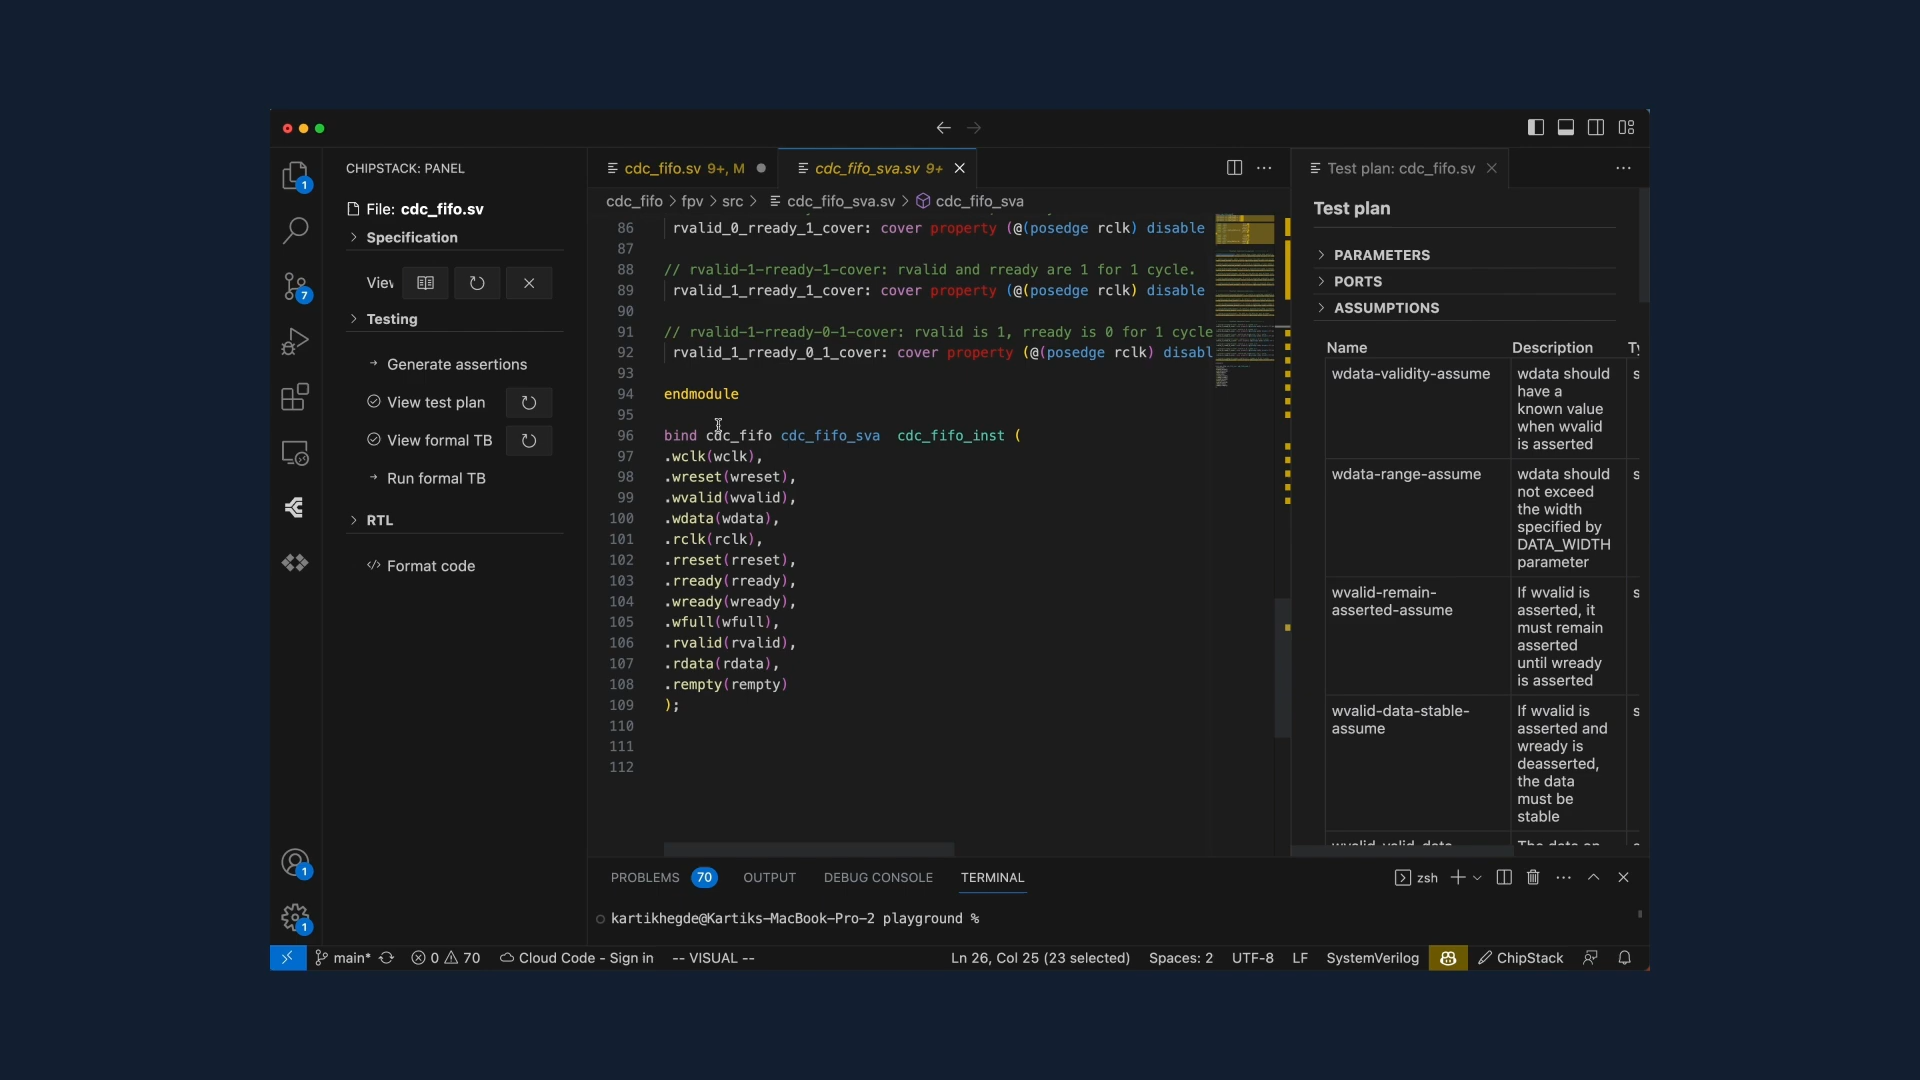 CHIPSTACK: PANEL
File: cdc_fifo.sv
Specification
Viev
Testing
Generate assertions
View test plan
View formal TB
Run formal TB
RTL
Format code
1
7
1
1
cdc_fifo.sv 9+, M
cdc_fifo_sva.sv 9+
cdc_fifo > fpv > src > cdc_fifo_sva.sv > cdc_fifo_sva
86 rvalid_0_rready_1_cover: cover property (@(posedge rclk) disable
87
88 // rvalid-1-rready-1-cover: rvalid and rready are 1 for 1 cycle.
89 rvalid_1_rready_1_cover: cover property (@(posedge rclk) disable
90
91 // rvalid-1-rready-0-1-cover: rvalid is 1, rready is 0 for 1 cycle
92 rvalid_1_rready_0_1_cover: cover property (@(posedge rclk) disabl
93
94 endmodule
95
96 bind cdc_fifo cdc_fifo_sva cdc_fifo_inst (
97 .wclk(wclk),
98 .wreset(wreset),
99 .wvalid(wvalid),
100 .wdata(wdata),
101 .rclk(rclk),
102 .rreset(rreset),
103 .rready(rready),
104 .wready(wready),
105 .wfull(wfull),
106 .rvalid(rvalid),
107 .rdata(rdata),
108 .rempty(rempty)
109 );
110
111
112
Test plan: cdc_fifo.sv
Test plan
PARAMETERS
PORTS
ASSUMPTIONS
Name Description Ty
wdata-validity-assume
wdata should
have a
known value
when wvalid
is asserted
s
wdata-range-assume
wdata should
not exceed
the width
specified by
DATA_WIDTH
parameter
s
wvalid-remain-
asserted-assume
If wvalid is
asserted, it
must remain
asserted
until wready
is asserted
s
wvalid-data-stable-
assume
If wvalid is
asserted and
wready is
deasserted,
the data
must be
stable
s
PROBLEMS 70 OUTPUT DEBUG CONSOLE TERMINAL
zsh
kartikhegde@Kartiks-MacBook-Pro-2 playground %
main* 0 70 Cloud Code - Sign in -- VISUAL --
Ln 26, Col 25 (23 selected) Spaces: 2 UTF-8 LF SystemVerilog ChipStack